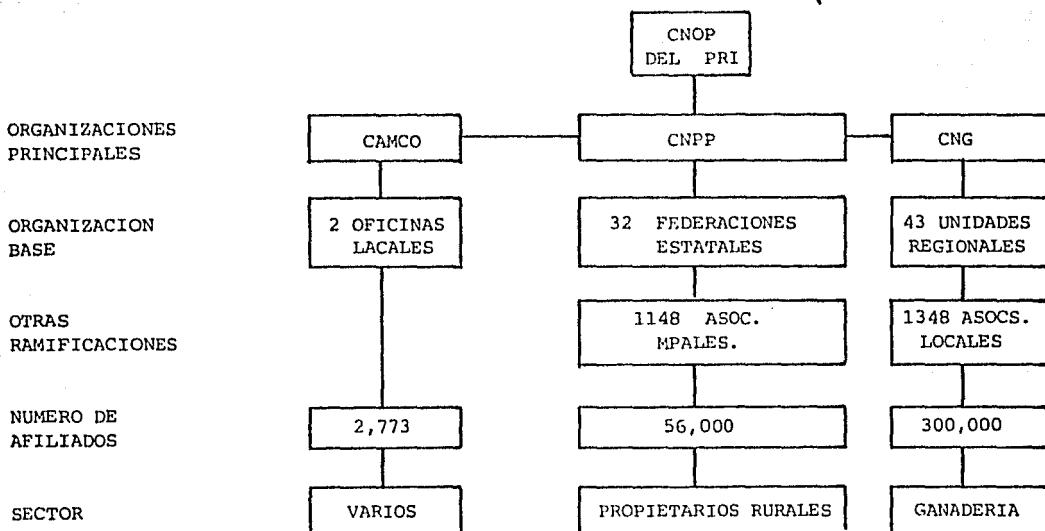 CNOP
DEL PRI
ORGANIZACIONES
PRINCIPALES
CAMCO
CNPP
CNG
ORGANIZACION
BASE
2 OFICINAS
LACALES
32 FEDERACIONES
ESTATALES
43 UNIDADES
REGIONALES
OTRAS
RAMIFICACIONES
1148 ASOC.
MPALES.
1348 ASOCS.
LOCALES
NUMERO DE
AFILIADOS
2,773
56,000
300,000
SECTOR
VARIOS
PROPIETARIOS RURALES
GANADERIA